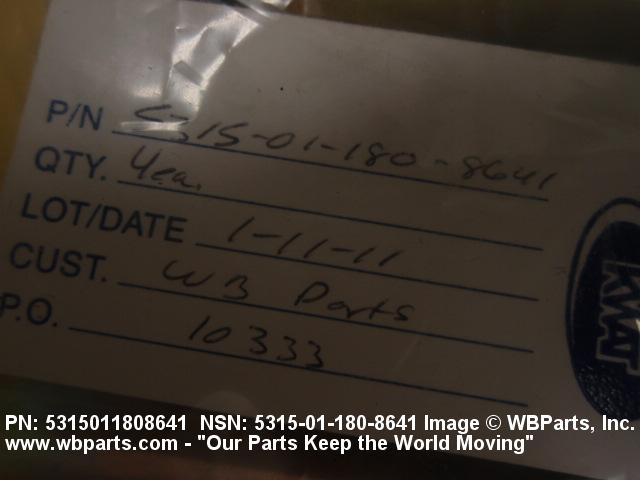 P/N 5315-01-180-8641
QTY. 4ea.
LOT/DATE 1-11-11
CUST. WB Parts
P.O. 10333
KWAT
PN: 5315011808641 NSN: 5315-01-180-8641 Image © WBParts, Inc.
www.wbparts.com - "Our Parts Keep the World Moving"